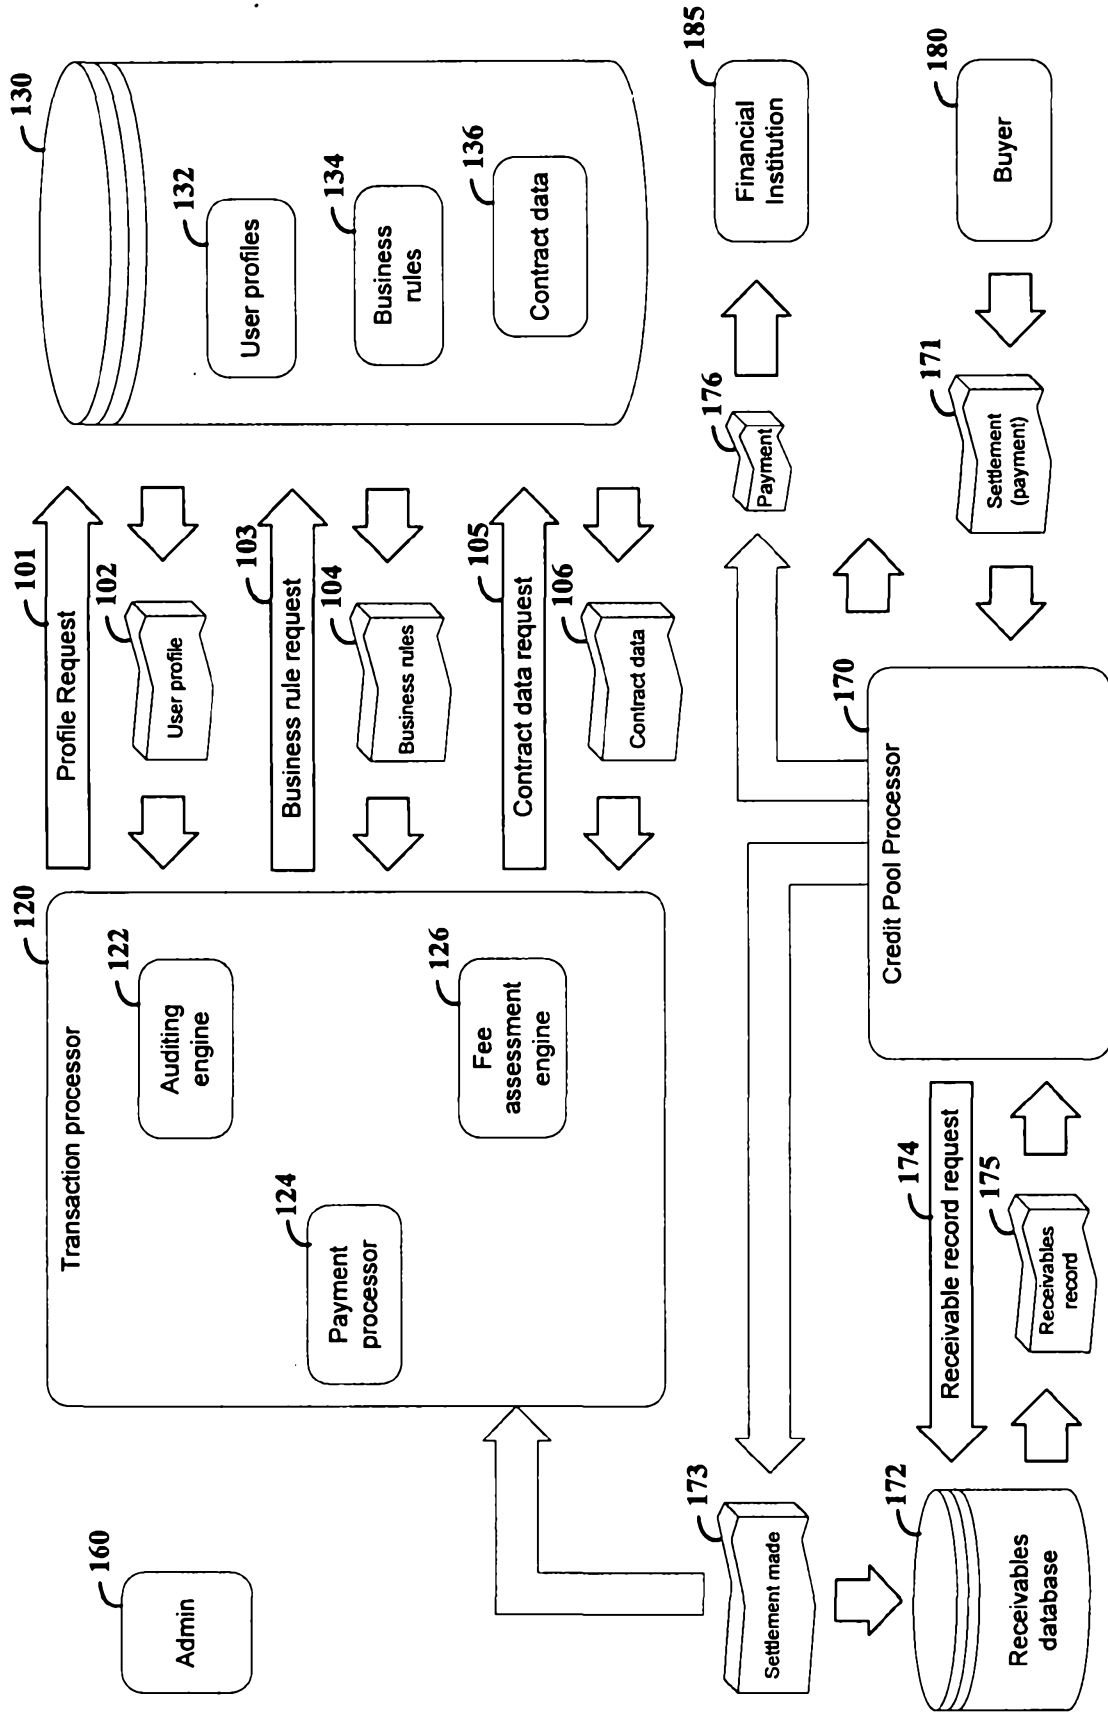 160
Admin
120
Transaction processor
122
Auditing
engine
124
Payment
processor
126
Fee
assessment
engine
101
Profile Request
102
User profile
103
Business rule request
104
Business rules
105
Contract data request
106
Contract data
130
132
User profiles
134
Business
rules
136
Contract data
173
Settlement made
176
Payment
185
Financial
Institution
172
Receivables
database
174
Receivable record request
175
Receivables
record
170
Credit Pool Processor
171
Settlement
(payment)
180
Buyer